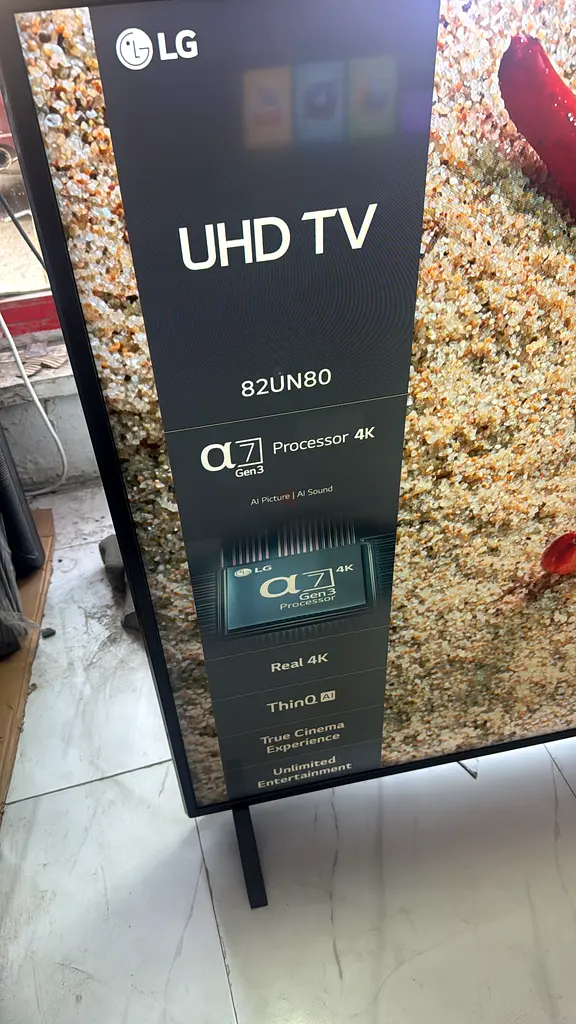 LG
UHD TV
82UN80
α7 Gen3 Processor 4K
AI Picture | AI Sound
LG
α7 4K
Gen3
Processor
Real 4K
ThinQ AI
True Cinema
Experience
Unlimited
Entertainment